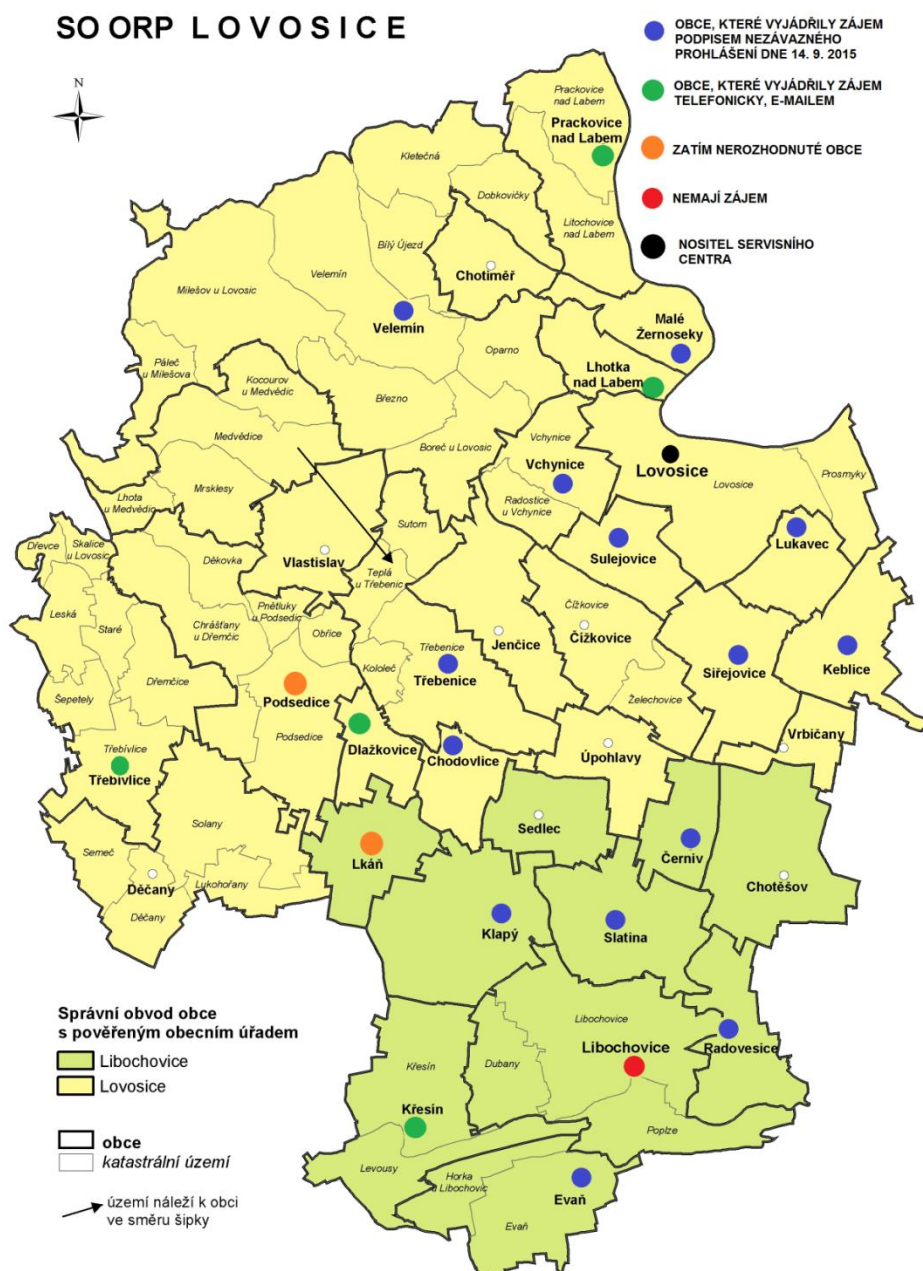 SO ORP LOVOSICE
OBCE, KTERÉ VYJÁDŘILY ZÁJEM
PODPISEM NEZÁVAZNÉHO
PROHLÁŠENÍ DNE 14. 9. 2015
OBCE, KTERÉ VYJÁDŘILY ZÁJEM
TELEFONICKY, E-MAILEM
ZATÍM NEROZHODNUTÉ OBCE
NEMAJÍ ZÁJEM
NOSITEL SERVISNÍHO
CENTRA
N
Prackovice
nad Labem
Prackovice
nad Labem
Kletečná
Dobkovičky
Litochovice
nad Labem
Bílý Újezd
Chotiměř
Velemín
Milešov u Lovosic
Velemín
Malé
Žernoseky
Oparno
Páleč
u Milešova
Lhotka
nad Labem
Kocourov
u Medvědic
Březno
Medvědice
Boreč u Lovosic
Vchynice
Vchynice
Lovosice
Lovosice
Prosmyky
Mrsklesy
Lhota
u Medvědic
Radostice
u Vchynice
Sutom
Sulejovice
Lukavec
Dřevce
Skalice
u Lovosic
Děkovka
Vlastislav
Teplá
u Třebenic
Leská
Staré
Chrášťany
u Dřemčic
Pnětluky
u Podsedic
Obřice
Čížkovice
Čížkovice
Jenčice
Třebenice
Třebenice
Kololeč
Siřejovice
Keblice
Dřemčice
Šepetely
Podsedice
Podsedice
Želechovice
Dlažkovice
Chodovlice
Úpohlavy
Vrbičany
Třebívlice
Třebívlice
Solany
Sedlec
Semeč
Lkáň
Černiv
Chotěšov
Děčany
Lukohořany
Děčany
Klapý
Slatina
Správní obvod obce
s pověřeným obecním úřadem
Libochovice
Lovosice
Libochovice
Libochovice
Radovesice
Dubany
Křesín
Křesín
Poplze
obce
katastrální území
Levousy
Horka
u Libochovic
Evaň
Evaň
území náleží k obci
ve směru šipky